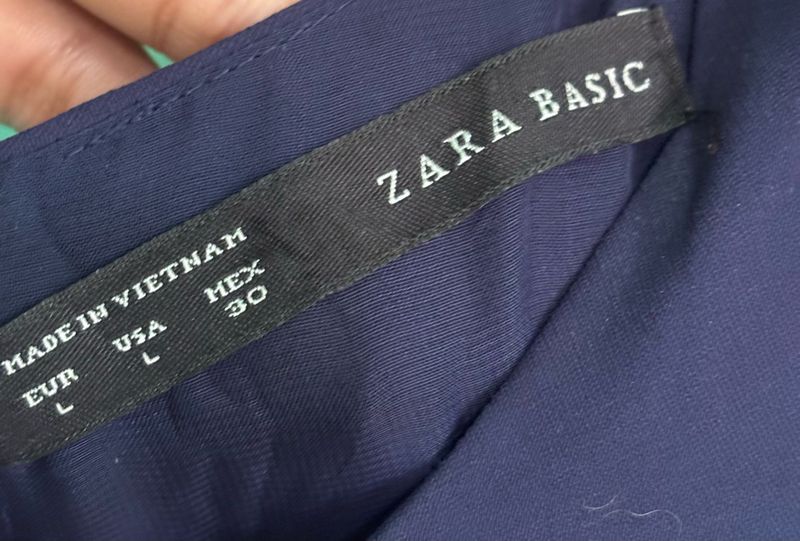 ZARA BASIC
MADE IN VIETNAM
EUR USA MEX
L L 30